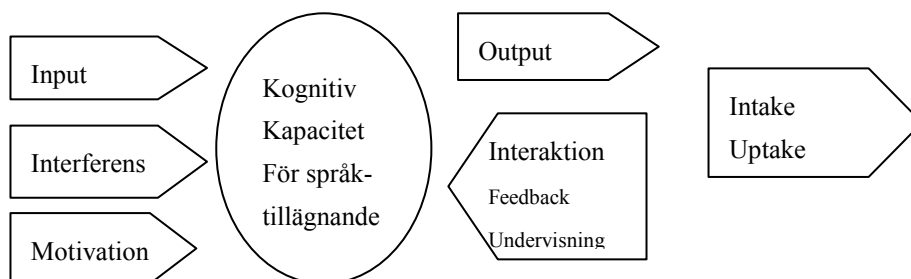 Input
Interferens
Motivation
Kognitiv
Kapacitet
För språk-
tillägnande
Output
Interaktion
Feedback
Undervisning
Intake
Uptake